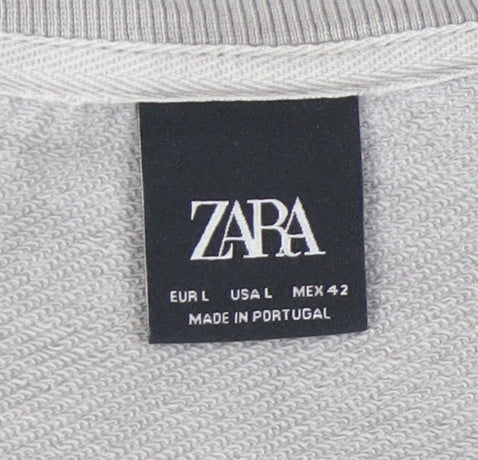 ZARA
EUR L USA L MEX 42
MADE IN PORTUGAL